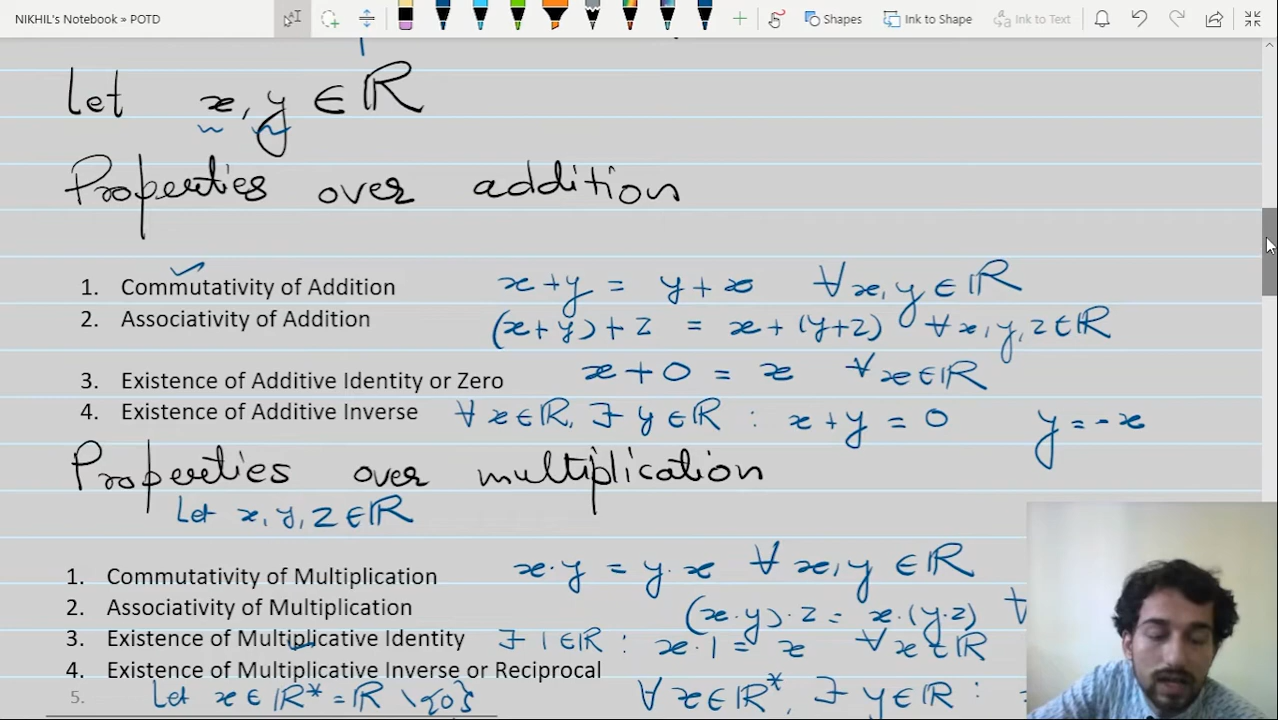 NIKHIL's Notebook » POTD
Shapes Ink to Shape Ink to Text
Let x, y ∈ ℝ
Properties over addition
1. Commutativity of Addition x+y = y+x ∀x,y ∈ ℝ
2. Associativity of Addition (x+y)+z = x+(y+z) ∀x,y,z∈ℝ
3. Existence of Additive Identity or Zero x+0 = x ∀x∈ℝ
4. Existence of Additive Inverse ∀x∈ℝ, ∃ y∈ℝ : x+y = 0 y=-x
Properties over multiplication
Let x, y, z ∈ℝ
1. Commutativity of Multiplication x·y = y·x ∀x,y ∈ℝ
2. Associativity of Multiplication (x·y)·z = x·(y·z) ∀
3. Existence of Multiplicative Identity ∃ 1∈ℝ : x·1 = x ∀x∈ℝ
4. Existence of Multiplicative Inverse or Reciprocal
5. Let x∈ℝ* = ℝ \{0} ∀x∈ℝ*, ∃ y∈ℝ :